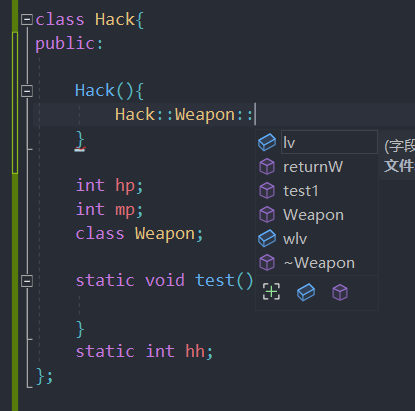 class Hack{
public:
Hack(){
Hack::Weapon::
}
lv
(字段
returnW
文件
test1
Weapon
wlv
~Weapon
int hp;
int mp;
class Weapon;
static void test()
}
static int hh;
};